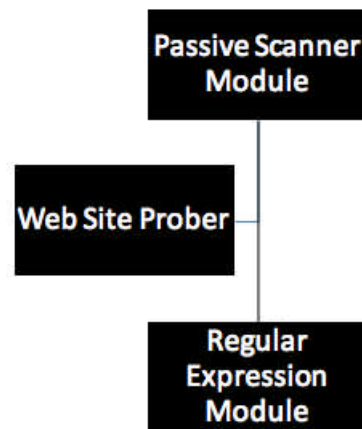 Passive Scanner
Module
Web Site Prober
Regular
Expression
Module